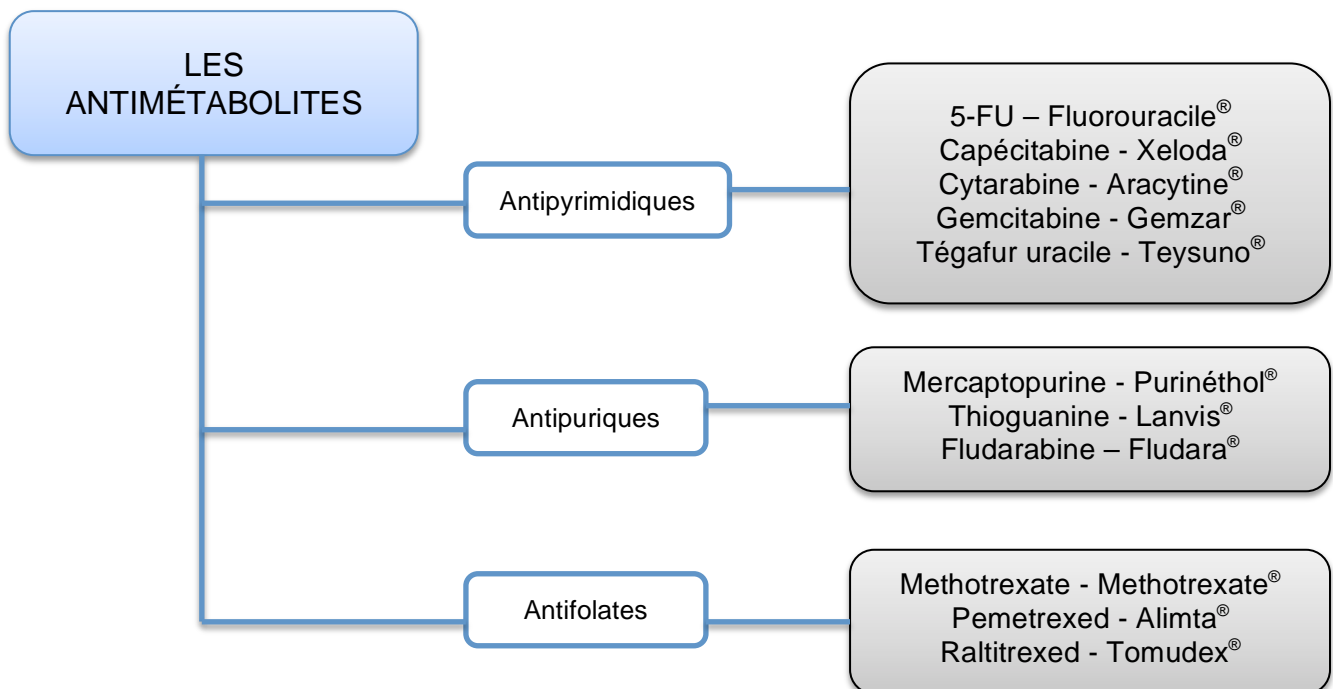 LES
ANTIMÉTABOLITES
Antipyrimidiques
5-FU – Fluorouracile®
Capécitabine - Xeloda®
Cytarabine - Aracytine®
Gemcitabine - Gemzar®
Tégafur uracile - Teysuno®
Antipuriques
Mercaptopurine - Purinéthol®
Thioguanine - Lanvis®
Fludarabine – Fludara®
Antifolates
Methotrexate - Methotrexate®
Pemetrexed - Alimta®
Raltitrexed - Tomudex®